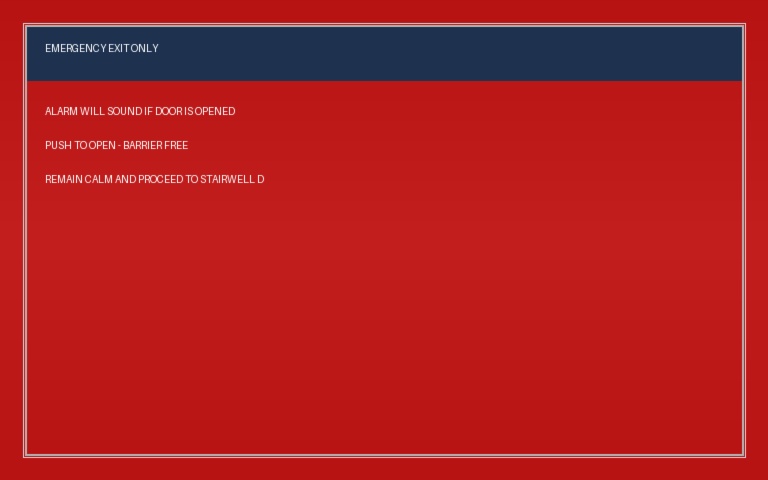 EMERGENCY EXIT ONLY
ALARM WILL SOUND IF DOOR IS OPENED
PUSH TO OPEN - BARRIER FREE
REMAIN CALM AND PROCEED TO STAIRWELL D